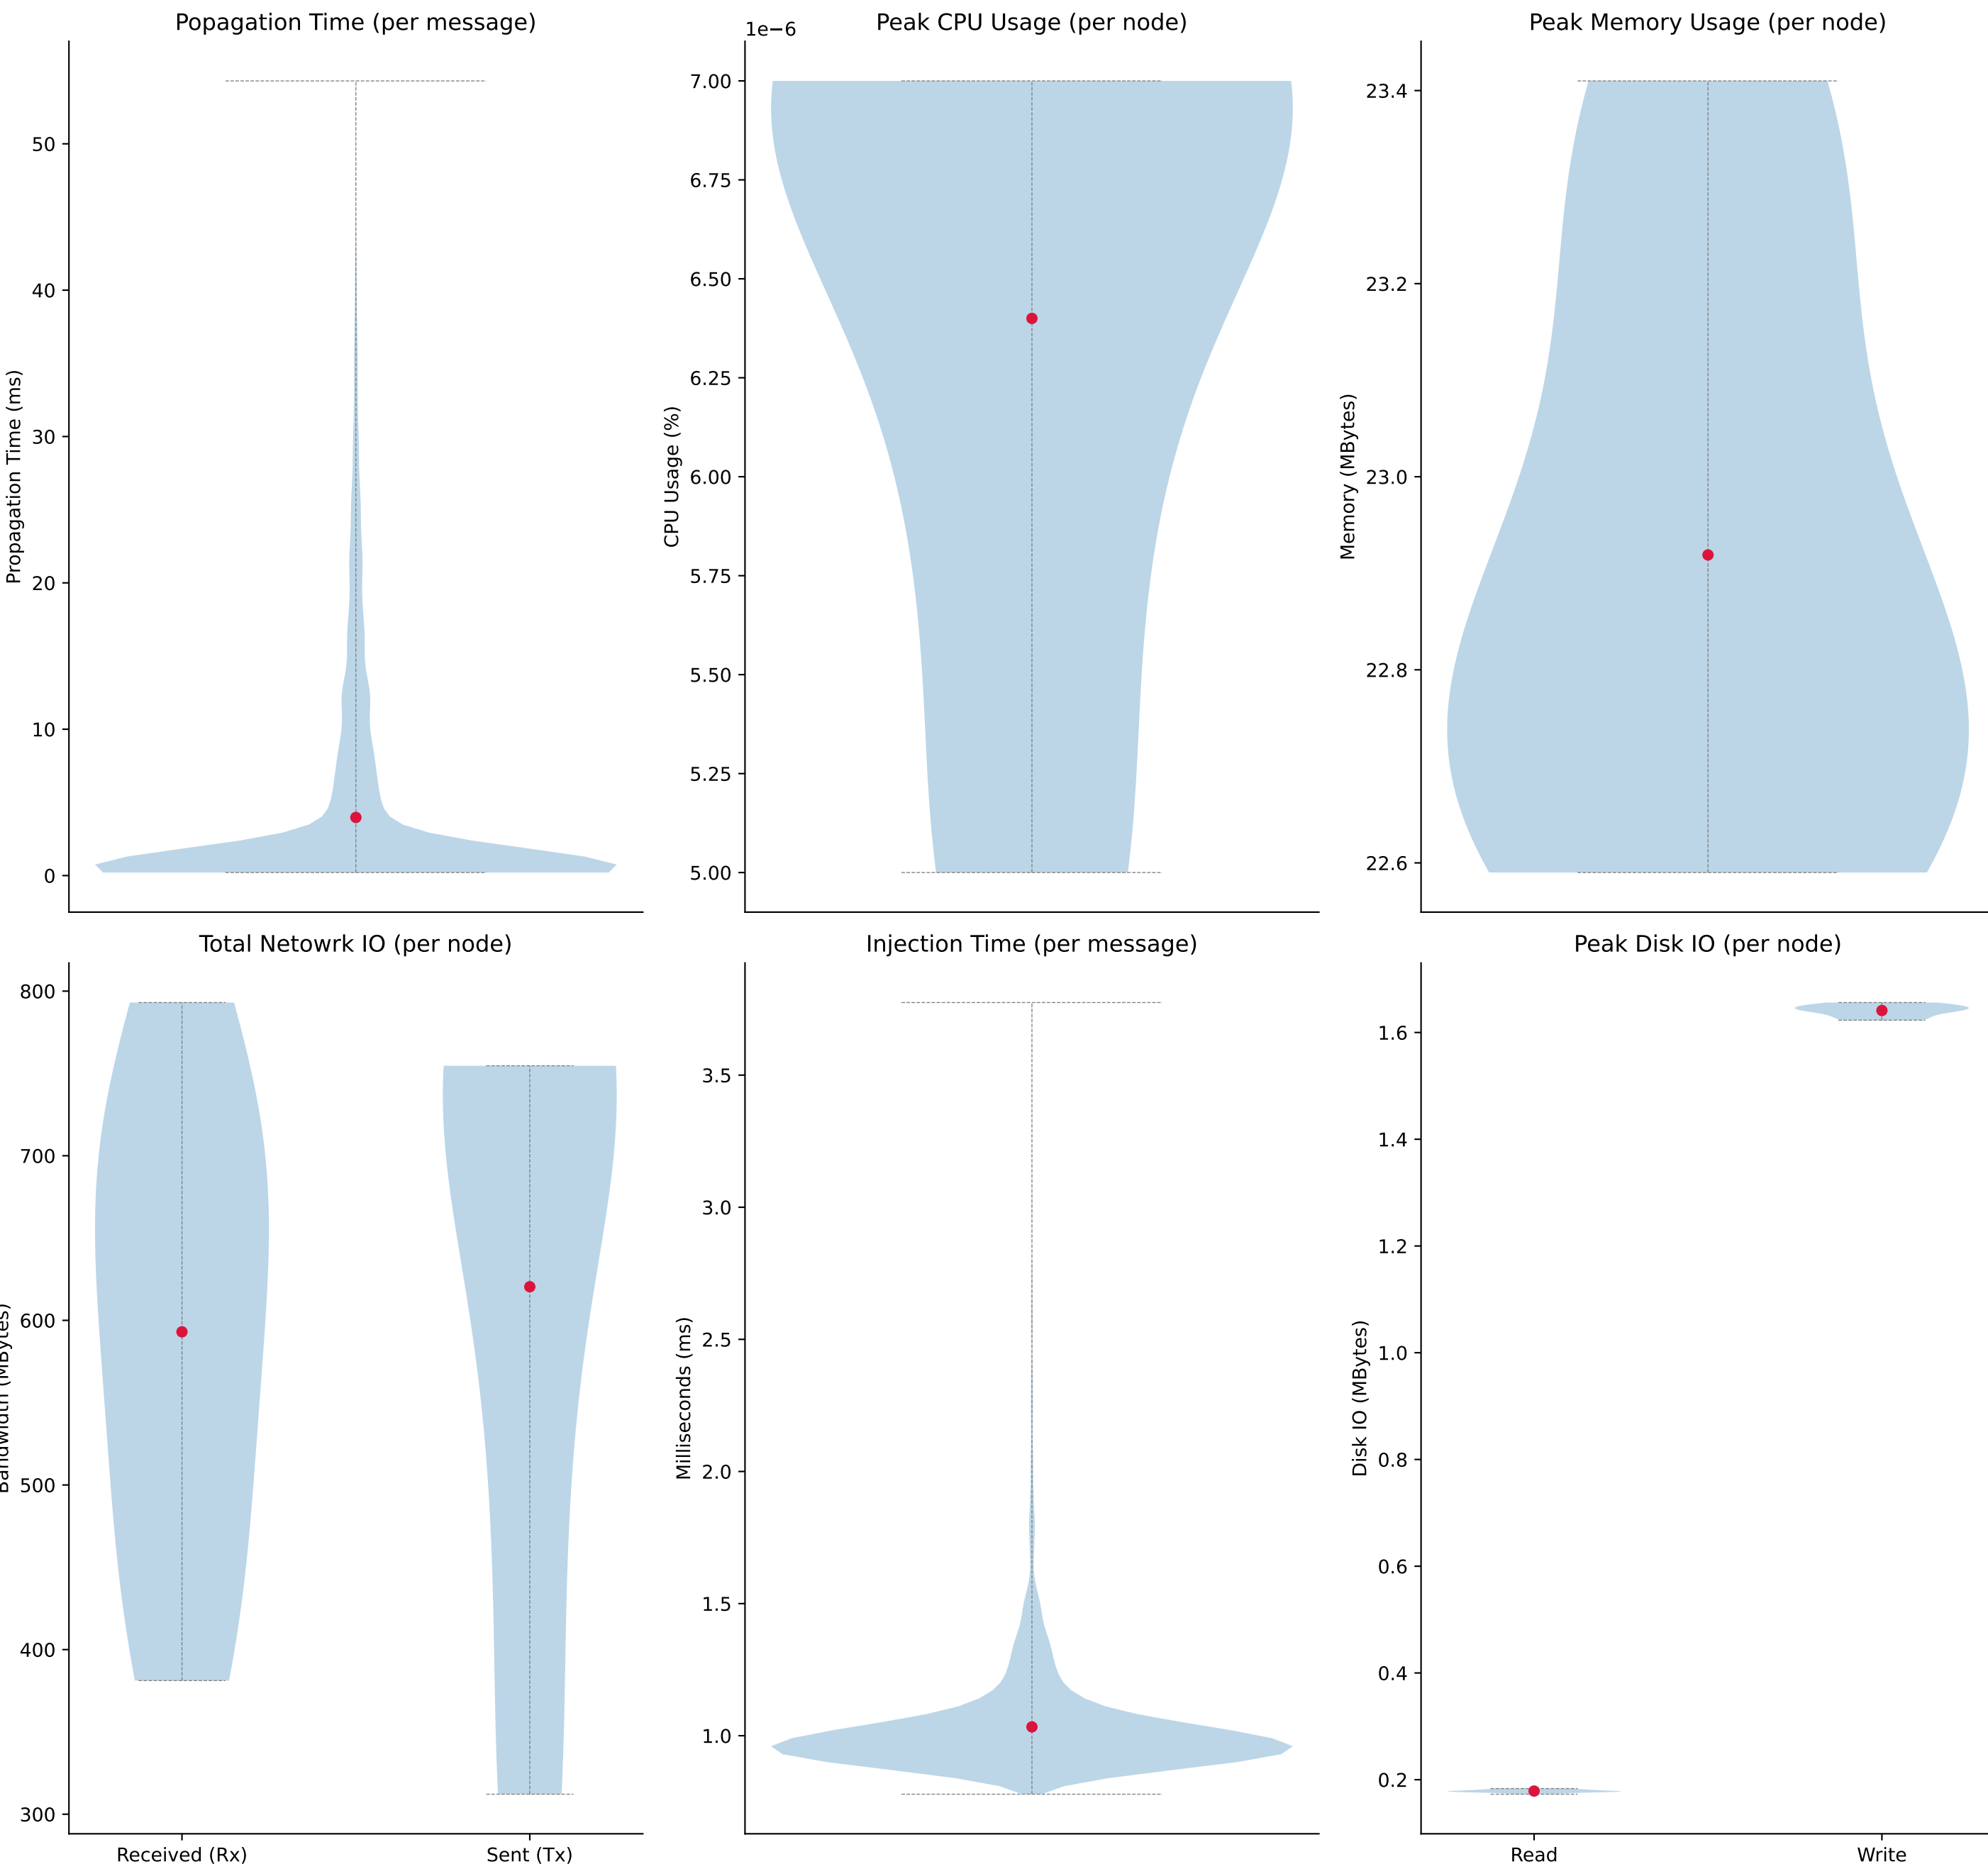 Popagation Time (per message)
Propagation Time (ms)
50
40
30
20
10
0
Peak CPU Usage (per node)
1e−6
CPU Usage (%)
7.00
6.75
6.50
6.25
6.00
5.75
5.50
5.25
5.00
Peak Memory Usage (per node)
Memory (MBytes)
23.4
23.2
23.0
22.8
22.6
Total Netowrk IO (per node)
Bandwidth (MBytes)
800
700
600
500
400
300
Received (Rx)
Sent (Tx)
Injection Time (per message)
Milliseconds (ms)
3.5
3.0
2.5
2.0
1.5
1.0
Peak Disk IO (per node)
Disk IO (MBytes)
1.6
1.4
1.2
1.0
0.8
0.6
0.4
0.2
Read
Write